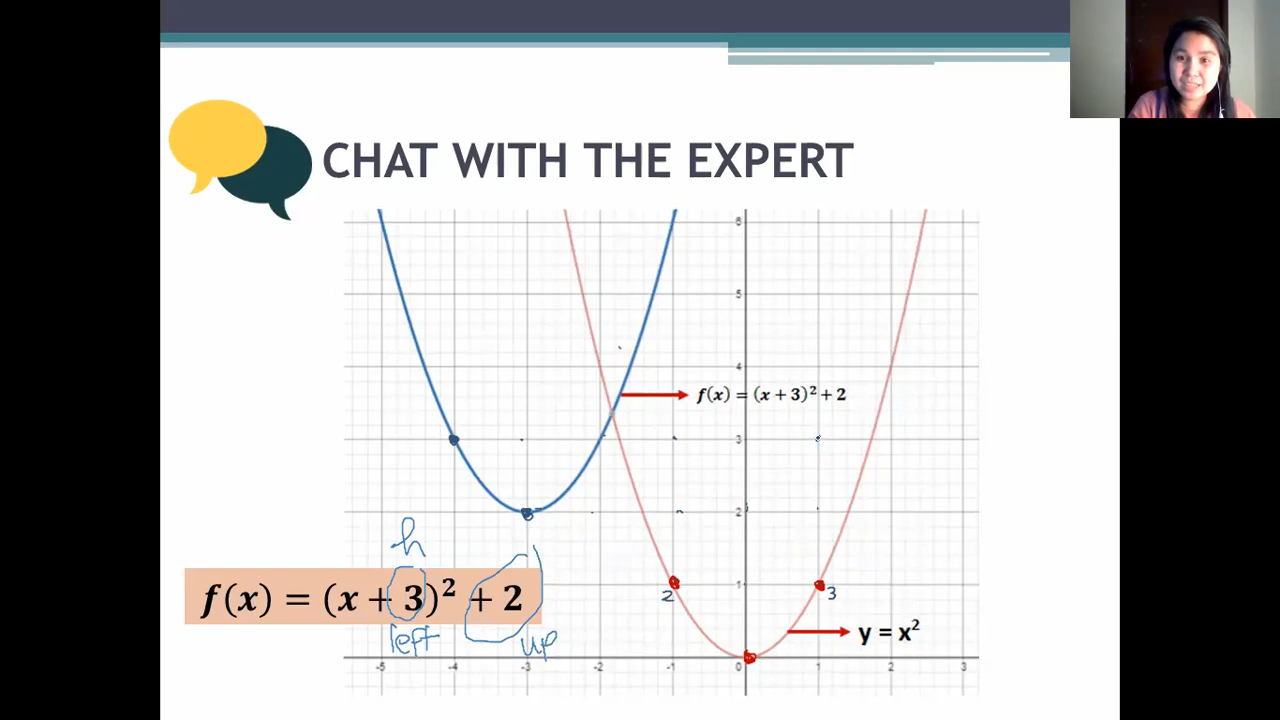 CHAT WITH THE EXPERT
6
5
4
f(x) = (x + 3)² + 2
3
2
h
1
2
3
f(x) = (x + 3)² + 2
left
up
y = x²
-5 -4 -3 -2 -1 0 1 2 3